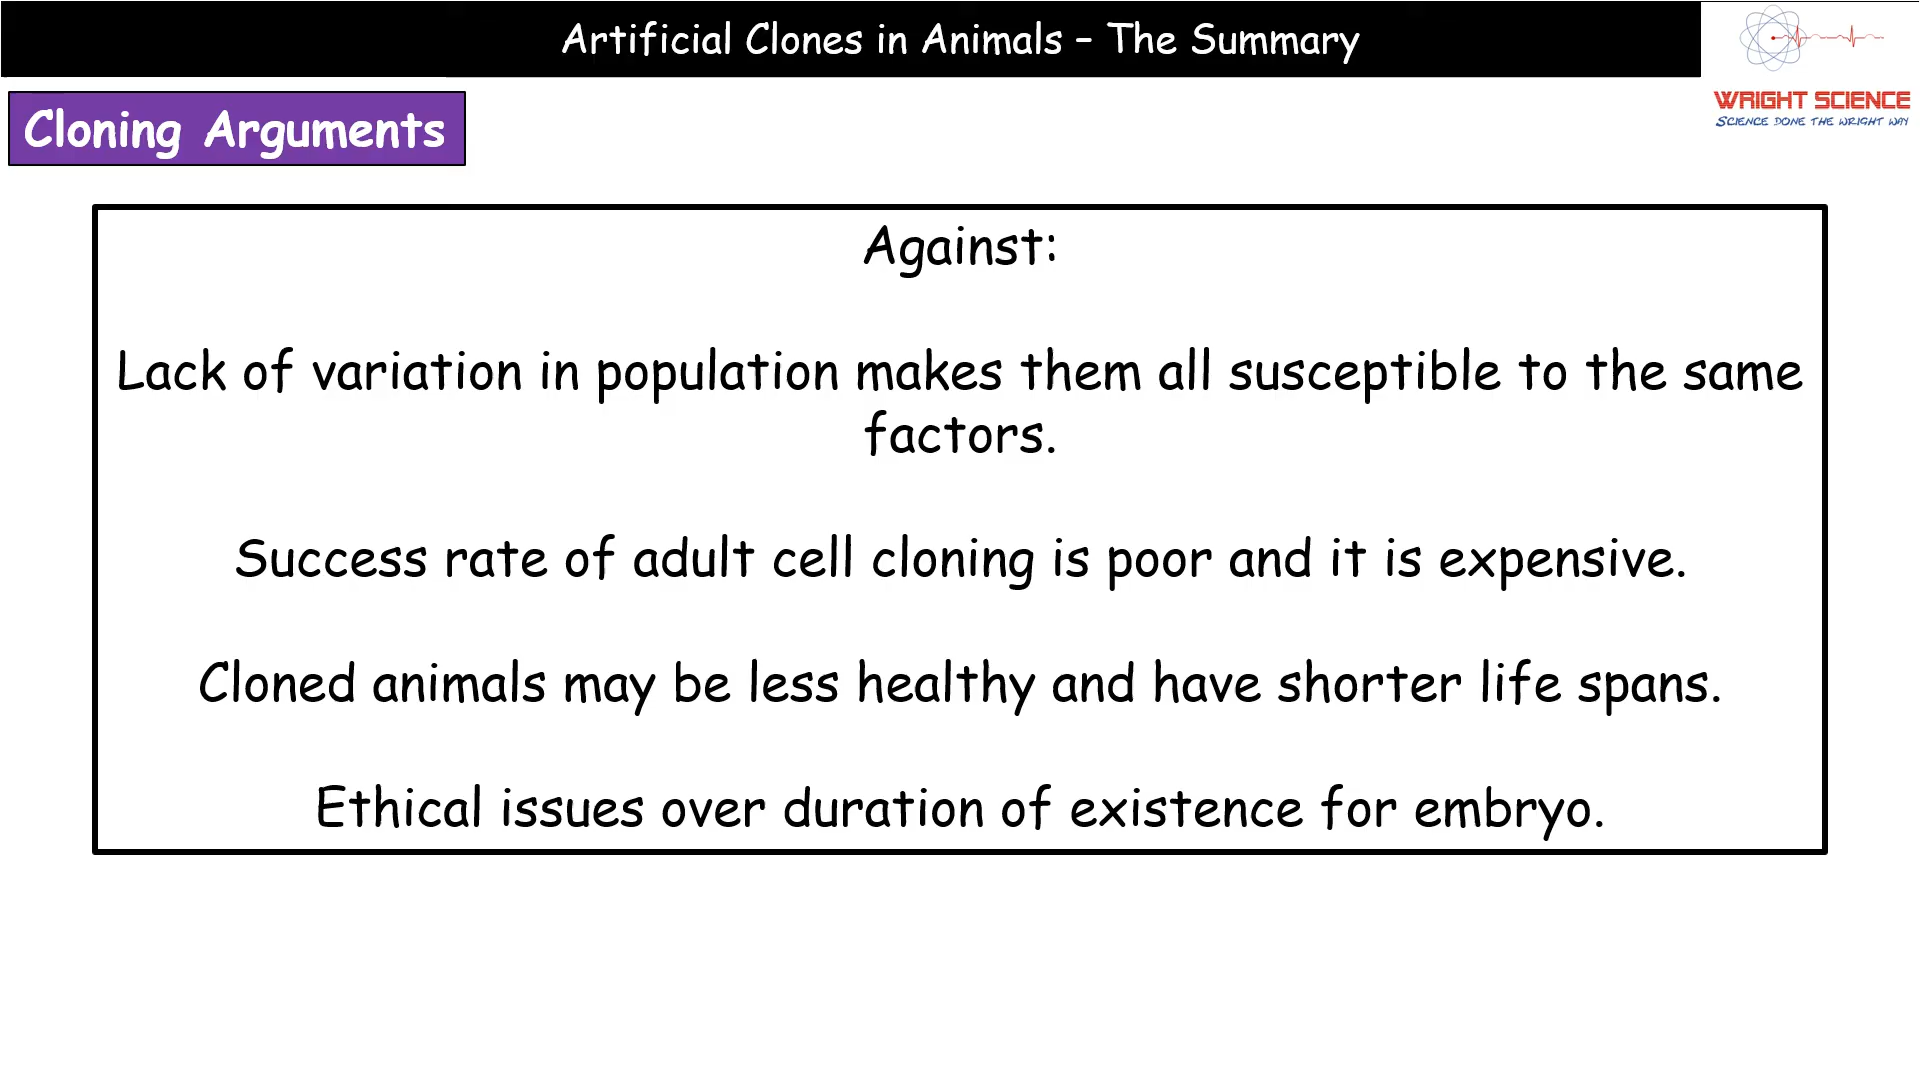 Artificial Clones in Animals – The Summary
WRIGHT SCIENCE
SCIENCE DONE THE WRIGHT WAY
Cloning Arguments
Against:
Lack of variation in population makes them all susceptible to the same
factors.
Success rate of adult cell cloning is poor and it is expensive.
Cloned animals may be less healthy and have shorter life spans.
Ethical issues over duration of existence for embryo.